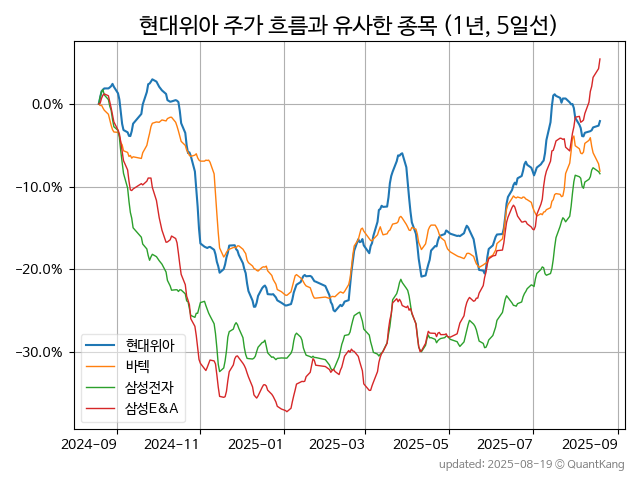 현대위아 주가 흐름과 유사한 종목 (1년, 5일선)
0.0%
−10.0%
−20.0%
−30.0%
현대위아
바텍
삼성전자
삼성E&A
2024-09 2024-11 2025-01 2025-03 2025-05 2025-07 2025-09
updated: 2025-08-19 © QuantKang